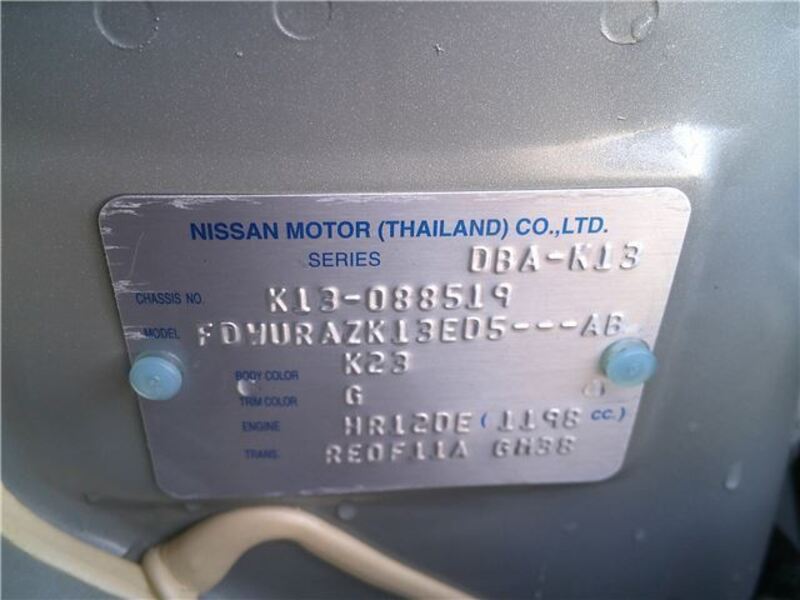 NISSAN MOTOR (THAILAND) CO.,LTD.
SERIES DBA-K13
CHASSIS NO. K13-088519
MODEL FDWURAZK13ED5---AB
BODY COLOR K23
TRIM COLOR G
ENGINE HR12DE (1198 cc.)
TRANS. RE0F11A GM38